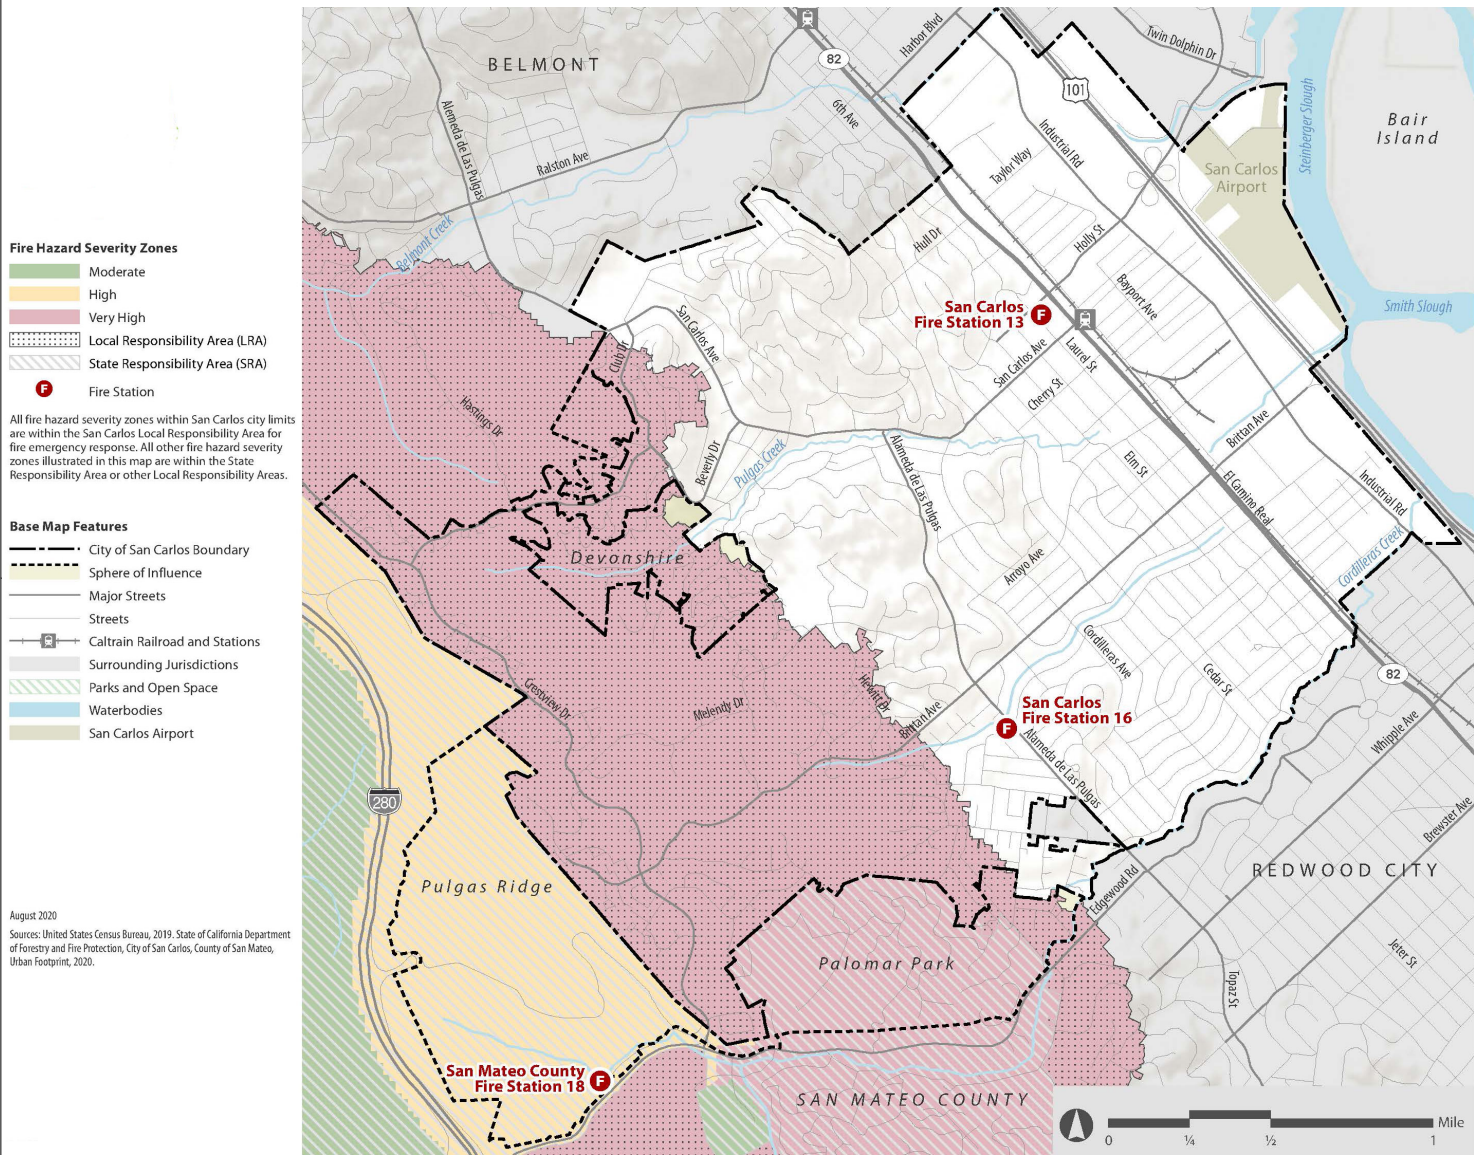 Fire Hazard Severity Zones
Moderate
High
Very High
Local Responsibility Area (LRA)
State Responsibility Area (SRA)
F
Fire Station
All fire hazard severity zones within San Carlos city limits
are within the San Carlos Local Responsibility Area for
fire emergency response. All other fire hazard severity
zones illustrated in this map are within the State
Responsibility Area or other Local Responsibility Areas.
Base Map Features
City of San Carlos Boundary
Sphere of Influence
Major Streets
Streets
Caltrain Railroad and Stations
Surrounding Jurisdictions
Parks and Open Space
Waterbodies
San Carlos Airport
August 2020
Sources: United States Census Bureau, 2019. State of California Department
of Forestry and Fire Protection, City of San Carlos, County of San Mateo,
Urban Footprint, 2020.
BELMONT
82
Harbor Blvd
Twin Dolphin Dr
101
6th Ave
Alameda de Las Pulgas
Ralston Ave
Industrial Rd
Taylor Way
Steinberger Slough
Bair
Island
San Carlos
Airport
Belmont Creek
Hull Dr
Holly St
Bayport Ave
Smith Slough
San Carlos
Fire Station 13
F
San Carlos Ave
Club Dr
San Carlos Ave
Laurel St
Cherry St
Hastings Dr
Beverly Dr
Pulgas Creek
Alameda de Las Pulgas
Elm St
Brittan Ave
El Camino Real
Industrial Rd
Devonshire
Arroyo Ave
Cordilleras Creek
Cordilleras Ave
Cedar St
82
Crestview Dr
Melendy Dr
Hewitt Dr
Brittan Ave
San Carlos
Fire Station 16
F
Alameda de Las Pulgas
Whipple Ave
280
Brewster Ave
Pulgas Ridge
REDWOOD CITY
Edgewood Rd
Palomar Park
Jeter St
Topaz St
San Mateo County
Fire Station 18
F
SAN MATEO COUNTY
0
¼
½
1
Mile